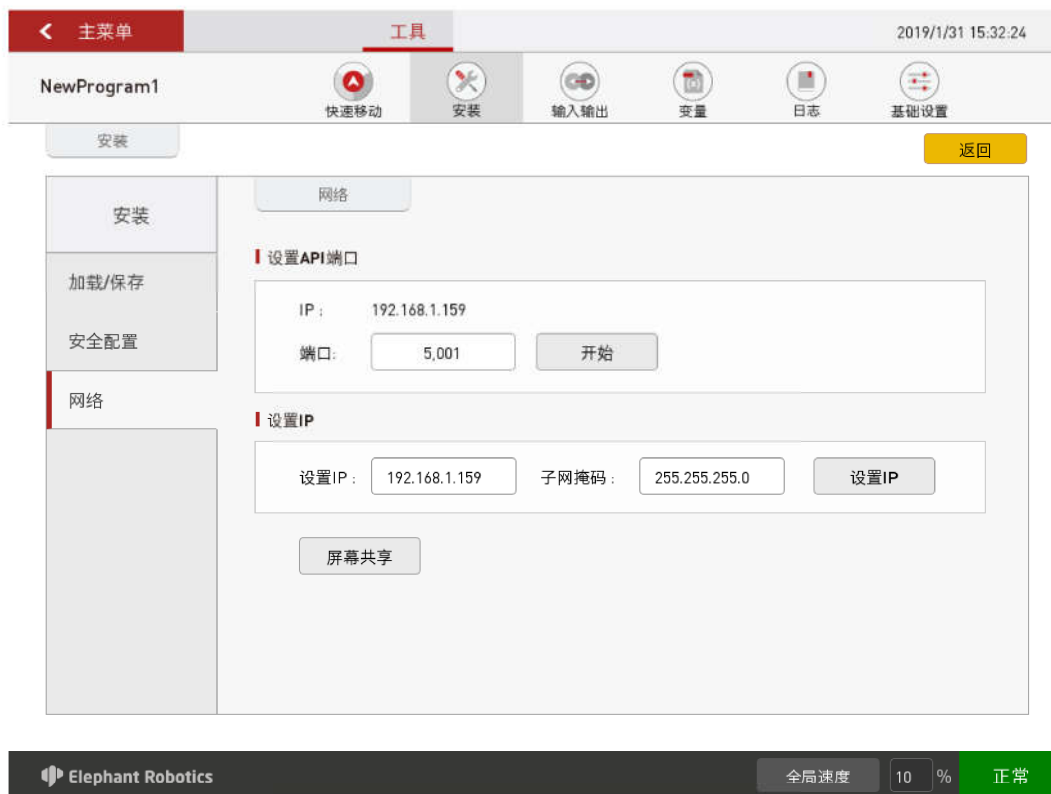 主菜单
工具
2019/1/31 15:32:24
NewProgram1
快速移动
安装
输入输出
变量
日志
基础设置
安装
返回
安装
加载/保存
安全配置
网络
网络
设置API端口
IP : 192.168.1.159
端口: 5,001 开始
设置IP
设置IP : 192.168.1.159 子网掩码 : 255.255.255.0 设置IP
屏幕共享
Elephant Robotics
全局速度 10 % 正常